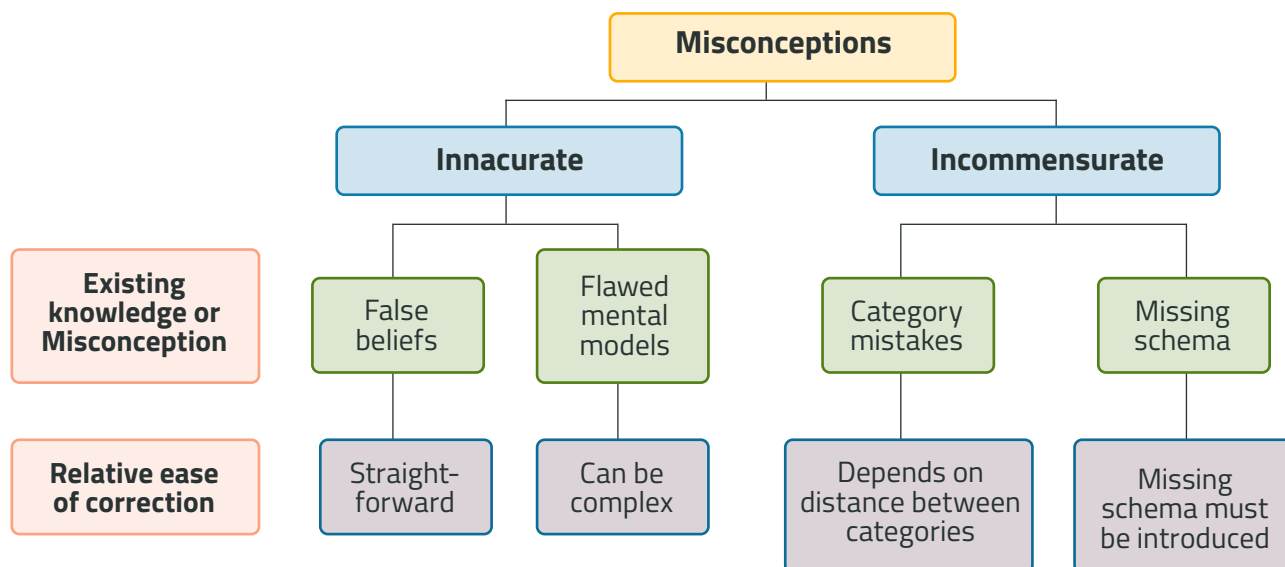 Misconceptions
Innacurate
Incommensurate
Existing
knowledge or
Misconception
False
beliefs
Flawed
mental
models
Category
mistakes
Missing
schema
Relative ease
of correction
Straight-
forward
Can be
complex
Depends on
distance between
categories
Missing
schema must
be introduced